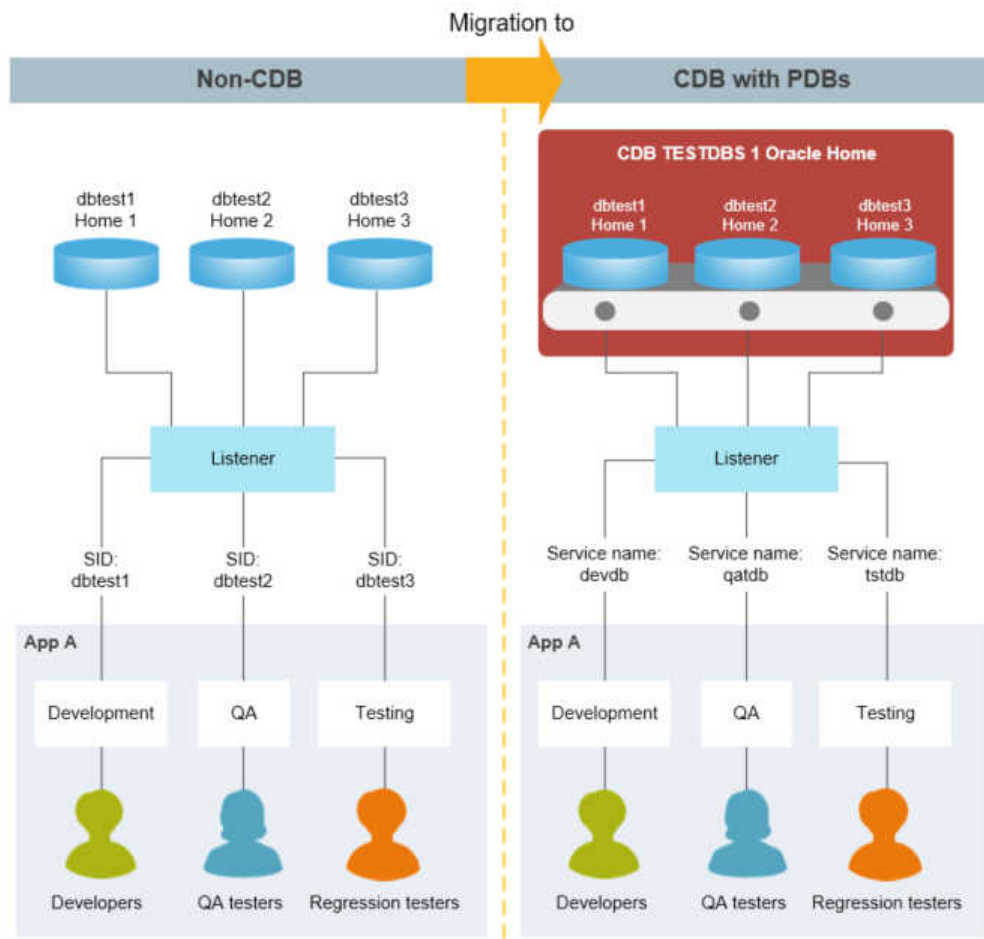 Migration to
Non-CDB
CDB with PDBs
dbtest1
Home 1
dbtest2
Home 2
dbtest3
Home 3
Listener
SID:
dbtest1
SID:
dbtest2
SID:
dbtest3
App A
Development
QA
Testing
Developers
QA testers
Regression testers
CDB TESTDBS 1 Oracle Home
dbtest1
Home 1
dbtest2
Home 2
dbtest3
Home 3
Listener
Service name:
devdb
Service name:
qatdb
Service name:
tstdb
App A
Development
QA
Testing
Developers
QA testers
Regression testers